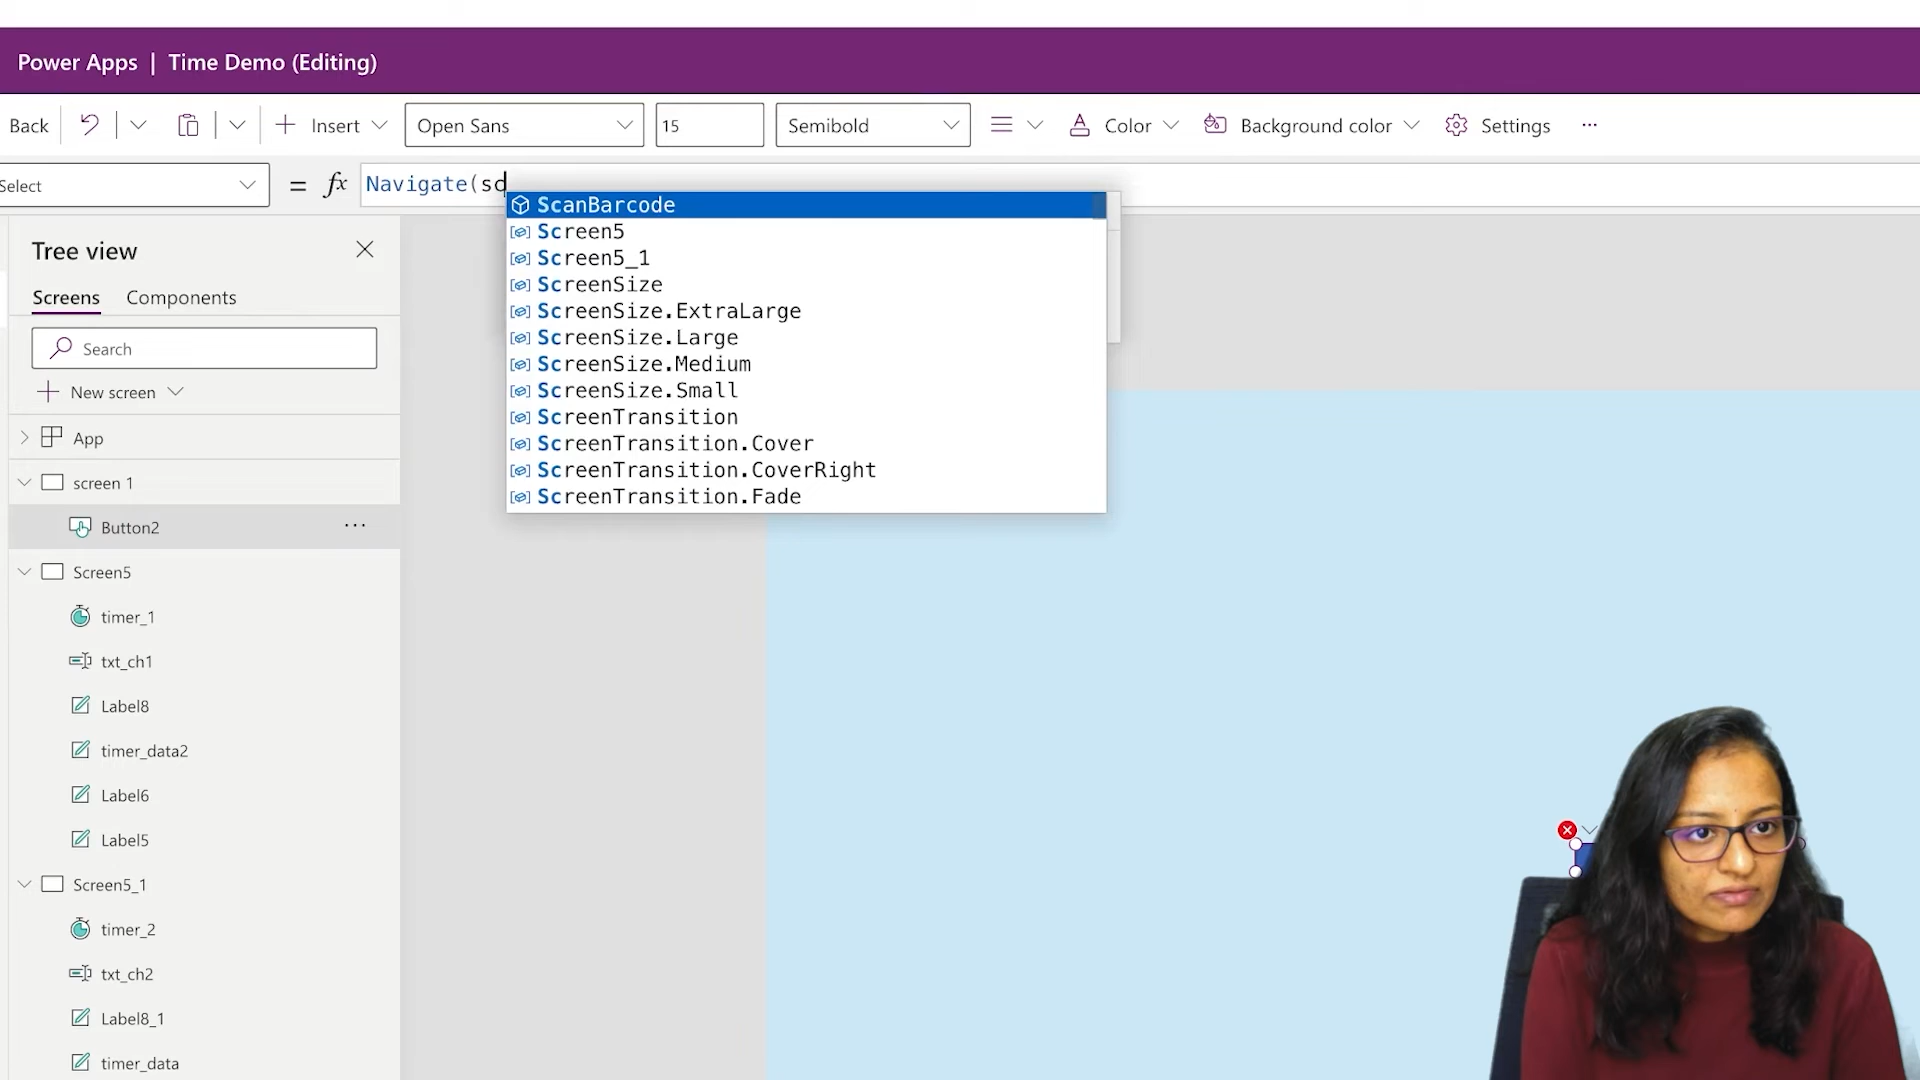 Power Apps | Time Demo (Editing)
Back
Insert
Open Sans
15
Semibold
Color
Background color
Settings
Select
= fx Navigate(sc
ScanBarcode
Screen5
Screen5_1
ScreenSize
ScreenSize.ExtraLarge
ScreenSize.Large
ScreenSize.Medium
ScreenSize.Small
ScreenTransition
ScreenTransition.Cover
ScreenTransition.CoverRight
ScreenTransition.Fade
Tree view
Screens Components
Search
New screen
App
screen 1
Button2
Screen5
timer_1
txt_ch1
Label8
timer_data2
Label6
Label5
Screen5_1
timer_2
txt_ch2
Label8_1
timer_data